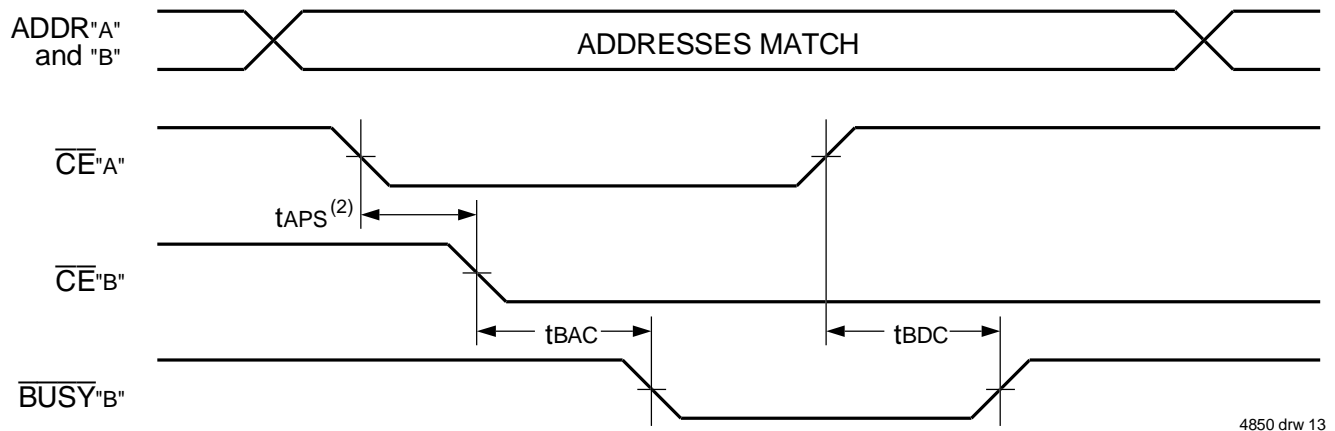 ADDR"A"
and "B"
ADDRESSES MATCH
CE"A"
tAPS(2)
CE"B"
tBAC
tBDC
BUSY"B"
4850 drw 13